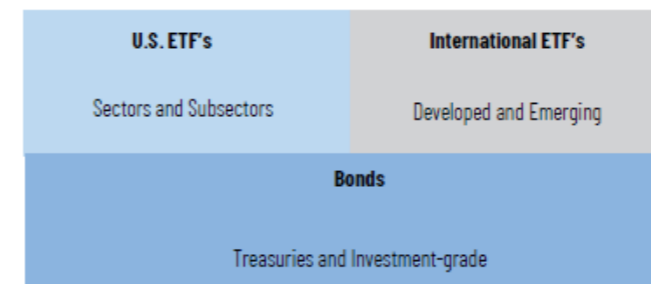 U.S. ETF's
Sectors and Subsectors
International ETF's
Developed and Emerging
Bonds
Treasuries and Investment-grade